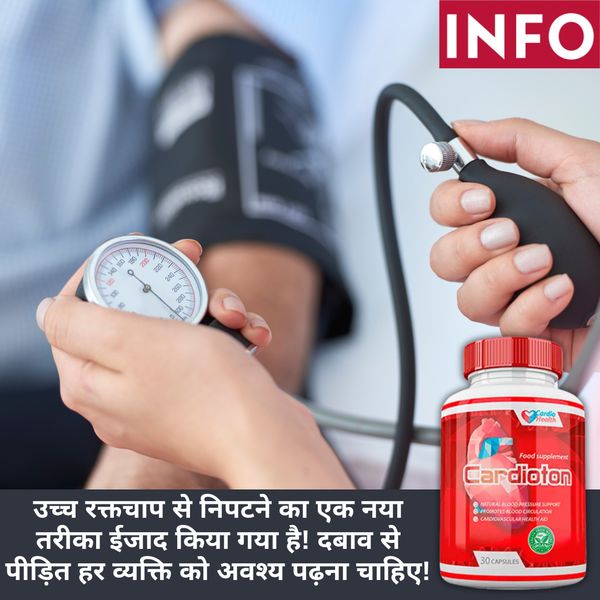 INFO
उच्च रक्तचाप से निपटने का एक नया
तरीका ईजाद किया गया है! दबाव से
पीड़ित हर व्यक्ति को अवश्य पढ़ना चाहिए!
Cardio
Health
Food supplement
Cardioton
NATURAL BLOOD PRESSURE SUPPORT
PROMOTES BLOOD CIRCULATION
CARDIOVASCULAR HEALTH AID
30 CAPSULES